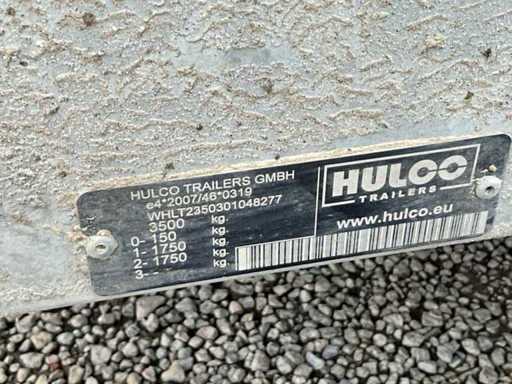 HULCO TRAILERS GMBH
e4*2007/46*0319
WHLT2350301048277
3500 kg.
0- 150 kg.
1- 1750 kg.
2- 1750 kg.
3-
HULCO
TRAILERS
www.hulco.eu